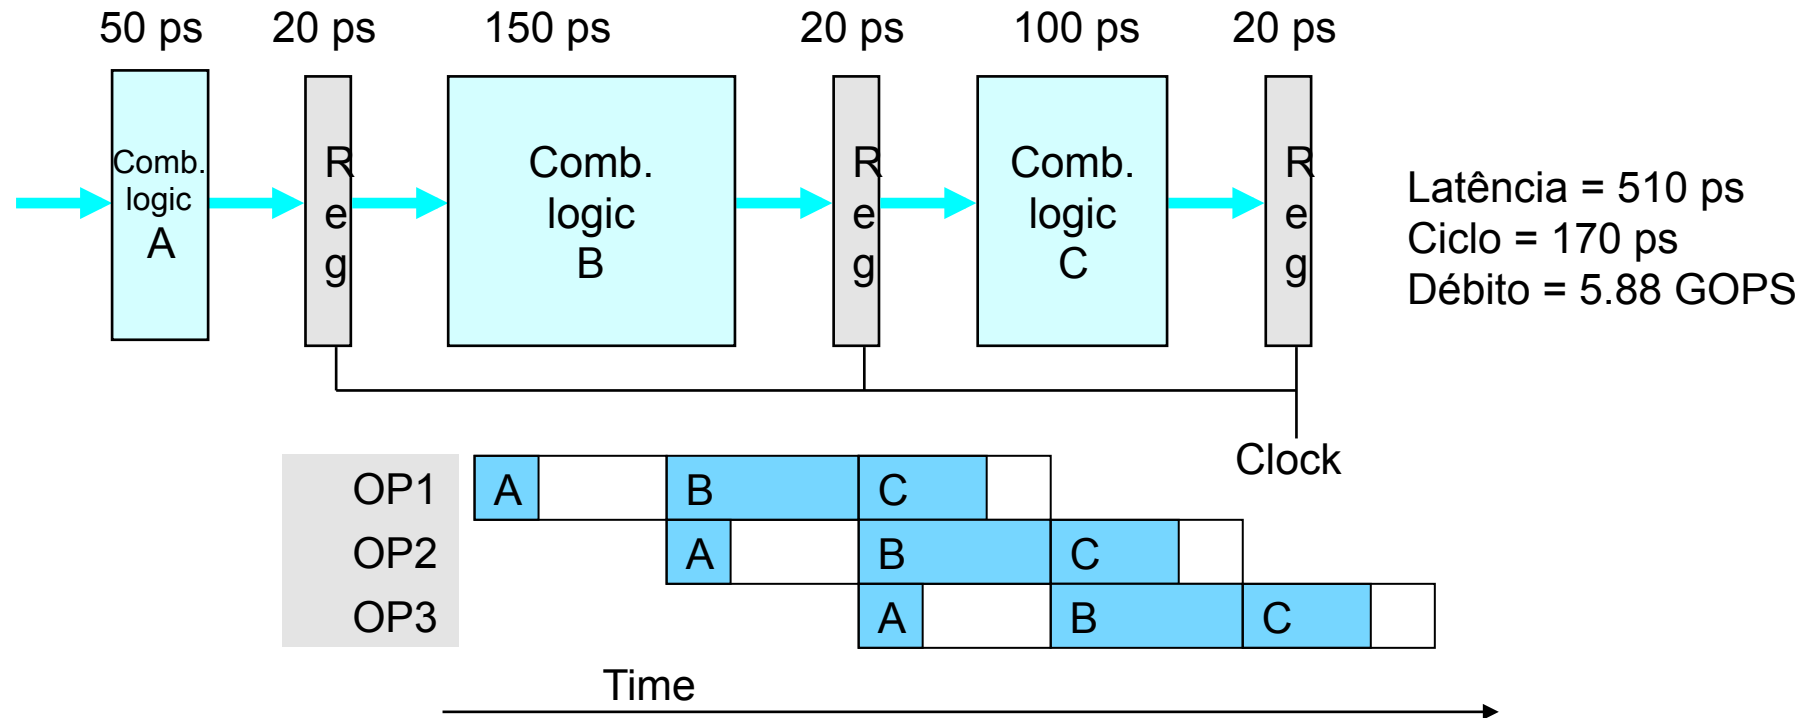 50 ps 20 ps 150 ps 20 ps 100 ps 20 ps
Comb.
logic
A
R
e
g
Comb.
logic
B
R
e
g
Comb.
logic
C
R
e
g
Latência = 510 ps
Ciclo = 170 ps
Débito = 5.88 GOPS
Clock
OP1 A B C
OP2 A B C
OP3 A B C
Time